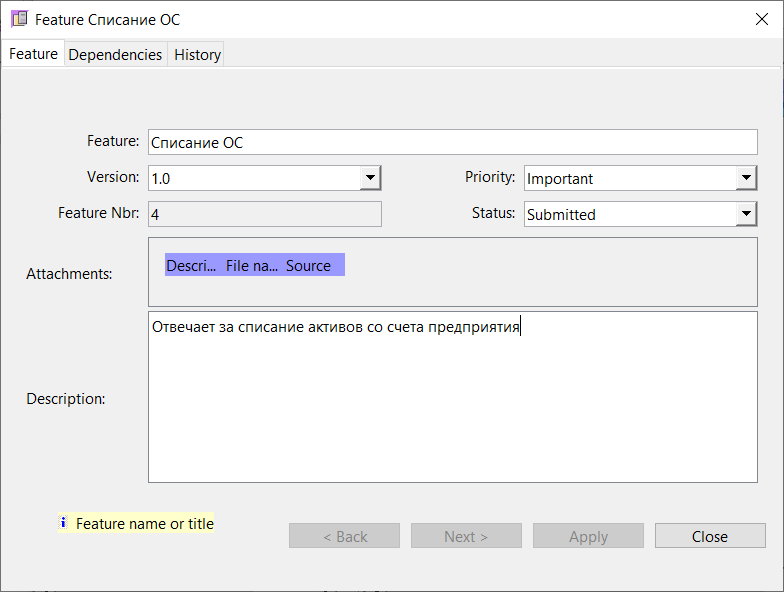 Feature Списание ОС
Feature Dependencies History
Feature: Списание ОС
Version: 1.0 Priority: Important
Feature Nbr: 4 Status: Submitted
Attachments: Descri... File na... Source
Отвечает за списание активов со счета предприятия
Description:
i Feature name or title
< Back Next > Apply Close